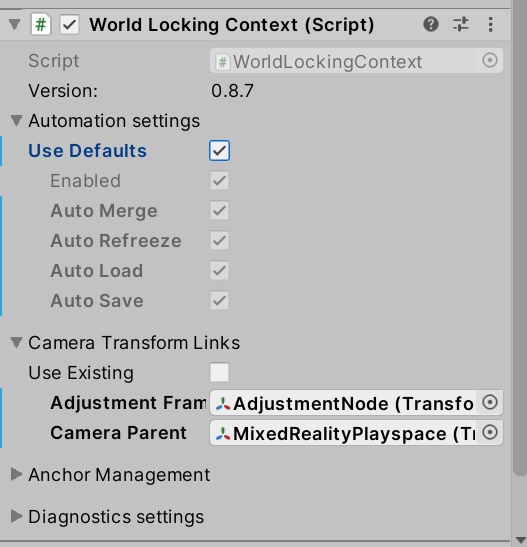 World Locking Context (Script)
Script WorldLockingContext
Version: 0.8.7
Automation settings
Use Defaults
Enabled
Auto Merge
Auto Refreeze
Auto Load
Auto Save
Camera Transform Links
Use Existing
Adjustment Fram AdjustmentNode (Transfo
Camera Parent MixedRealityPlayspace (Tr
Anchor Management
Diagnostics settings